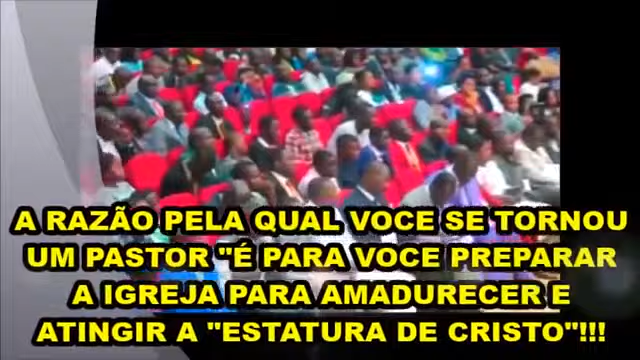 A RAZÃO PELA QUAL VOCE SE TORNOU
UM PASTOR "É PARA VOCE PREPARAR
A IGREJA PARA AMADURECER E
ATINGIR A "ESTATURA DE CRISTO"!!!